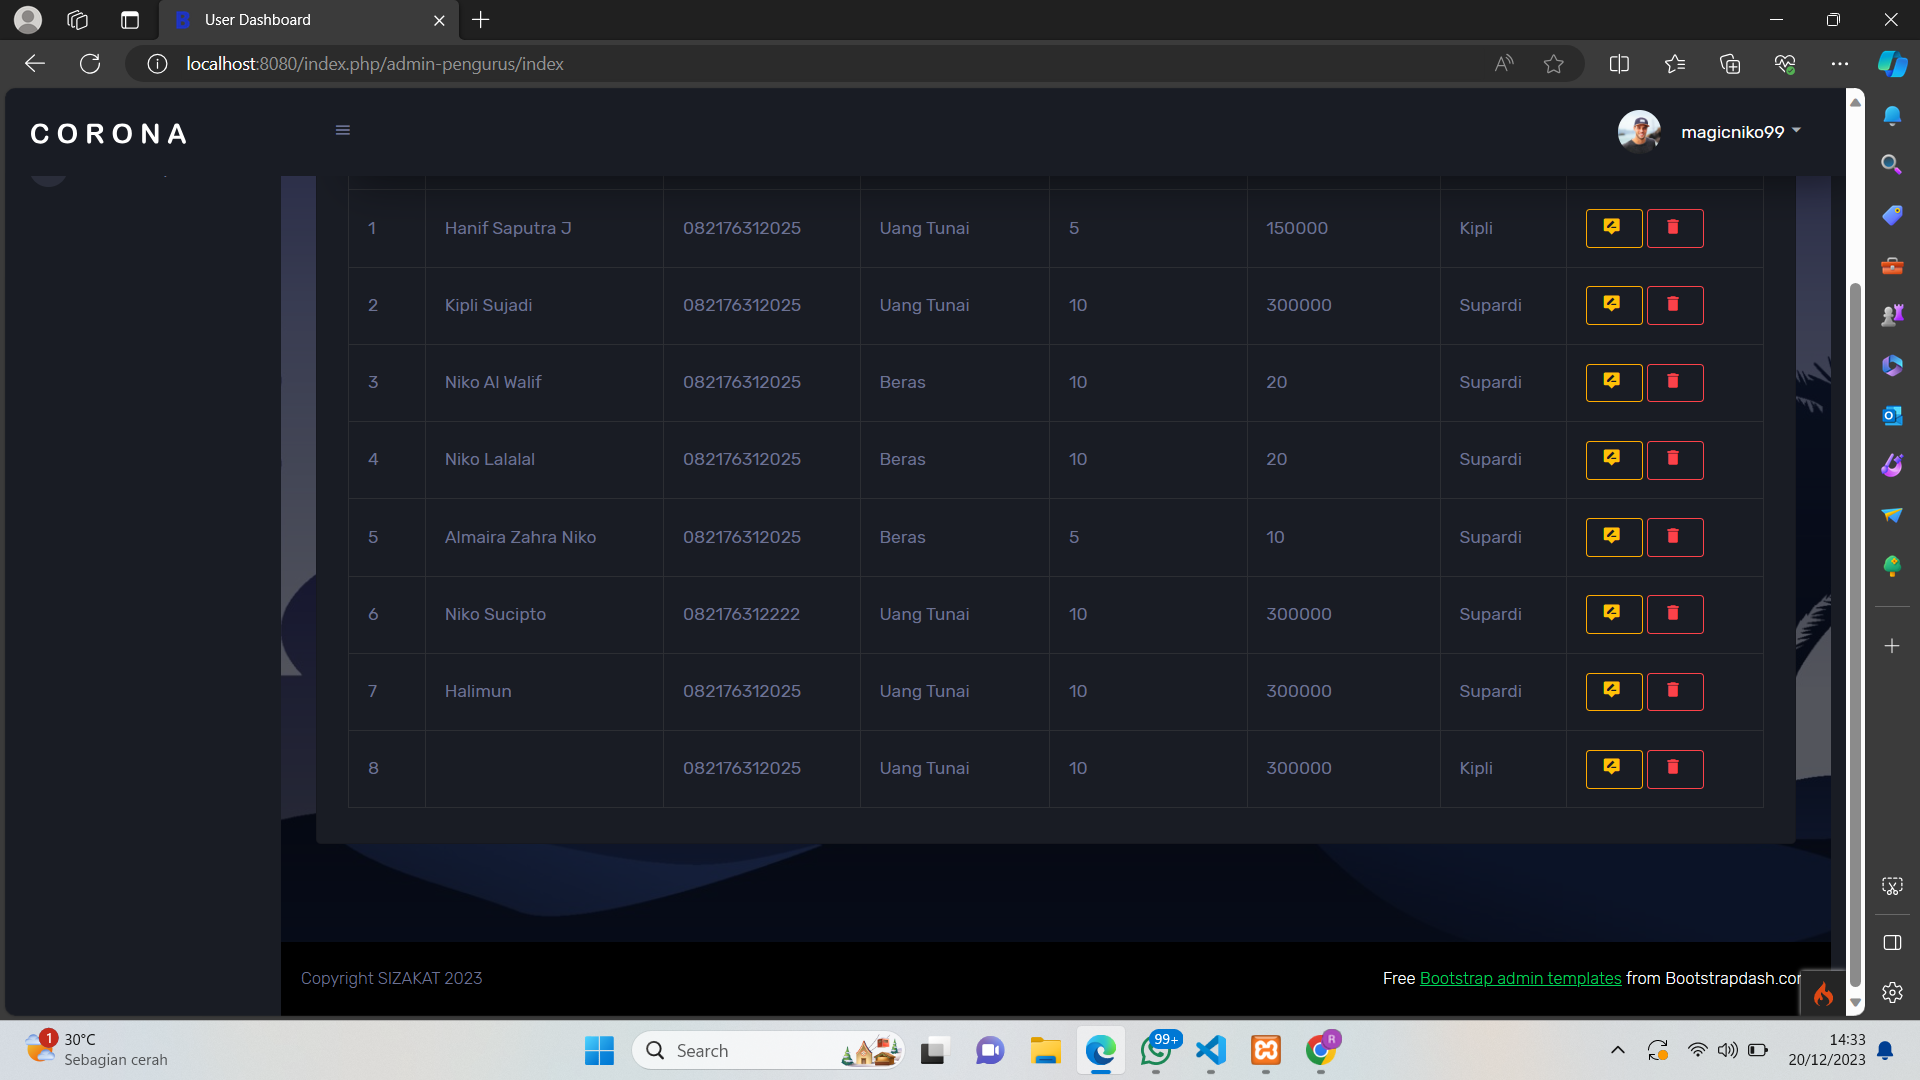 User Dashboard
localhost:8080/index.php/admin-pengurus/index
CORONA
magicniko99
1 Hanif Saputra J 082176312025 Uang Tunai 5 150000 Kipli
2 Kipli Sujadi 082176312025 Uang Tunai 10 300000 Supardi
3 Niko Al Walif 082176312025 Beras 10 20 Supardi
4 Niko Lalalal 082176312025 Beras 10 20 Supardi
5 Almaira Zahra Niko 082176312025 Beras 5 10 Supardi
6 Niko Sucipto 082176312222 Uang Tunai 10 300000 Supardi
7 Halimun 082176312025 Uang Tunai 10 300000 Supardi
8 082176312025 Uang Tunai 10 300000 Kipli
Copyright SIZAKAT 2023
Free Bootstrap admin templates from Bootstrapdash.cor
1
30°C
Sebagian cerah
Search
99+
R
14:33
20/12/2023